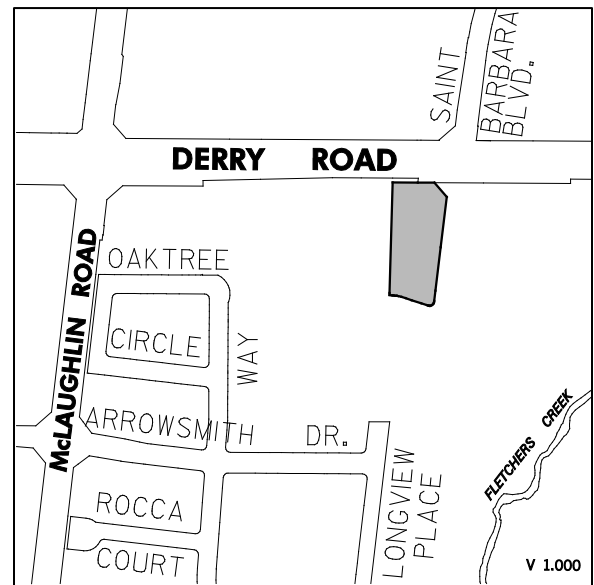 SAINT
BARBARA
BLVD.
DERRY ROAD
McLAUGHLIN ROAD
OAKTREE
CIRCLE
WAY
ARROWSMITH DR.
FLETCHERS CREEK
LONGVIEW
PLACE
ROCCA
COURT
V 1.000